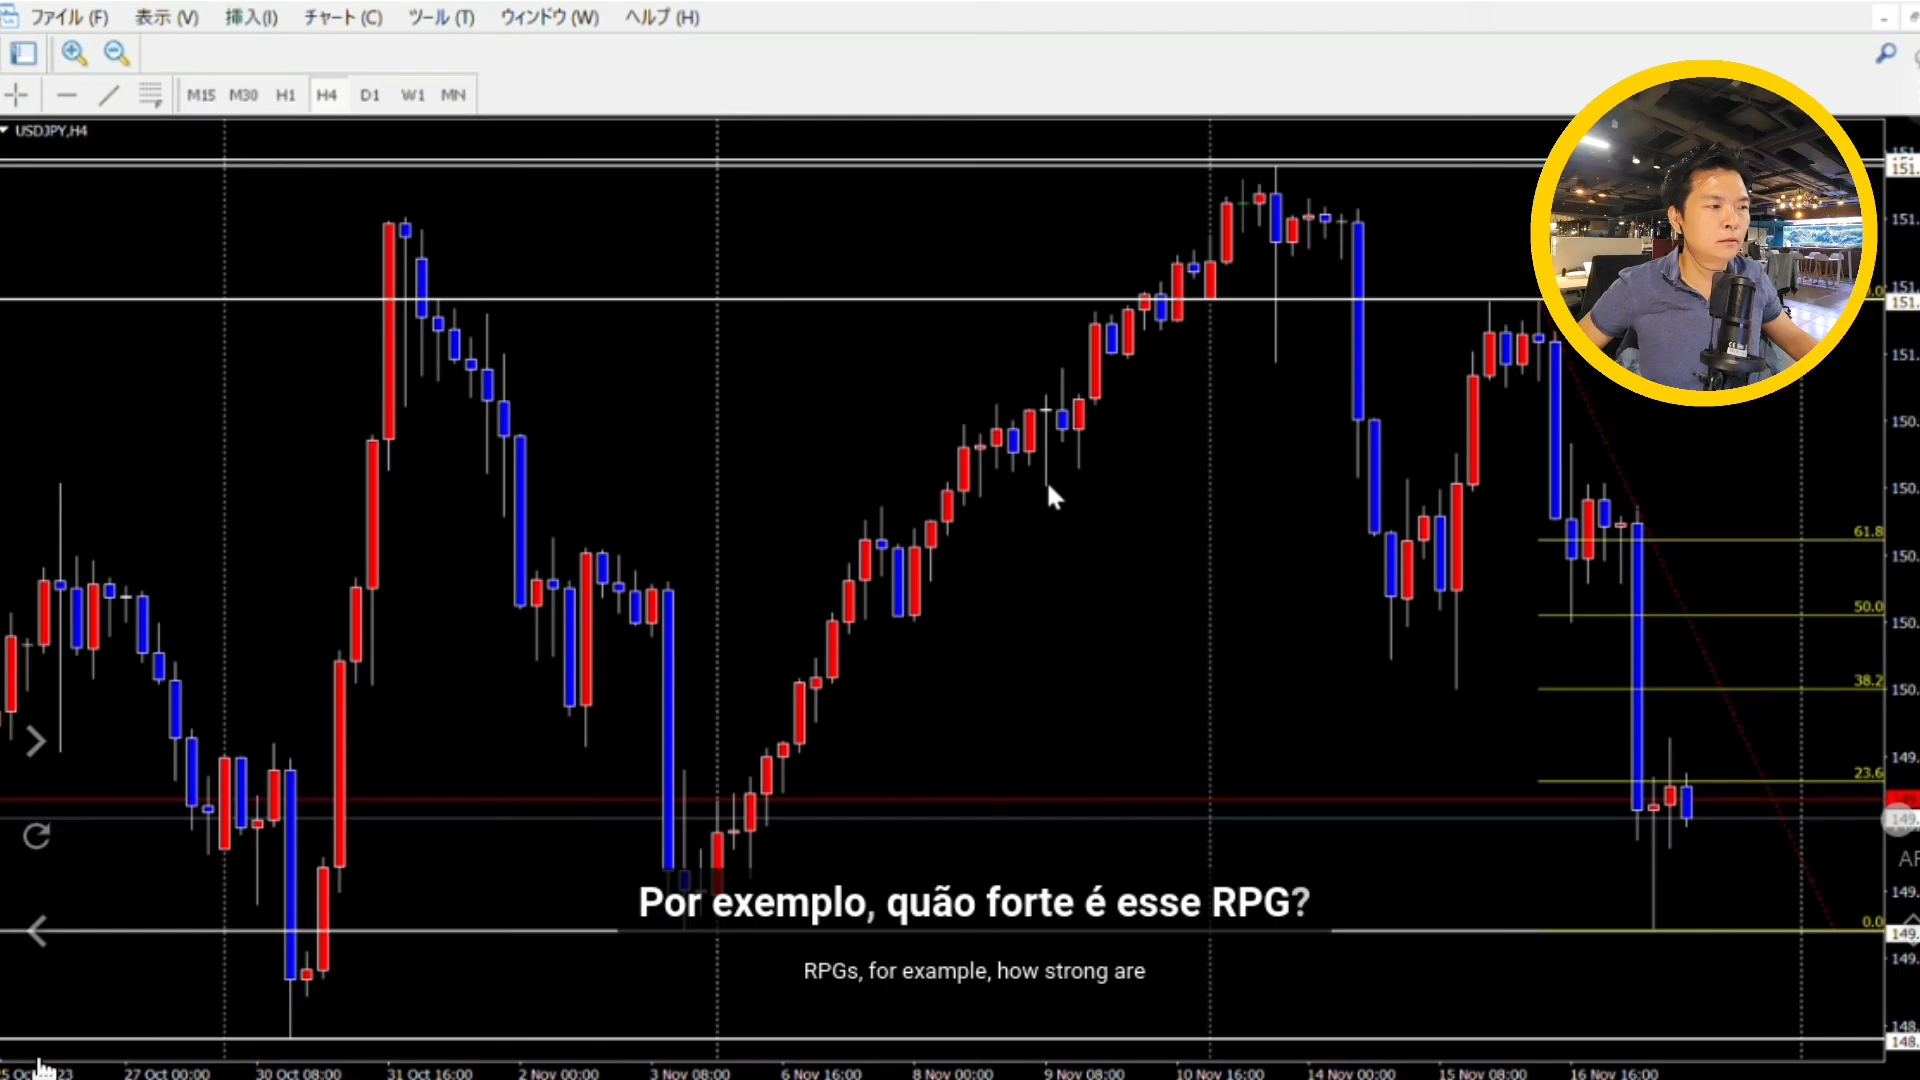 ファイル (F) 表示 (V) 挿入(I) チャート (C) ツール (T) ウィンドウ (W) ヘルプ (H)
M15 M30 H1 H4 D1 W1 MN
USDJPY,H4
61.8
50.0
38.2
23.6
0.0
Por exemplo, quão forte é esse RPG?
RPGs, for example, how strong are
27 Oct 00:00 30 Oct 08:00 31 Oct 16:00 2 Nov 00:00 3 Nov 08:00 6 Nov 16:00 8 Nov 00:00 9 Nov 08:00 10 Nov 16:00 14 Nov 00:00 15 Nov 08:00 16 Nov 16:00